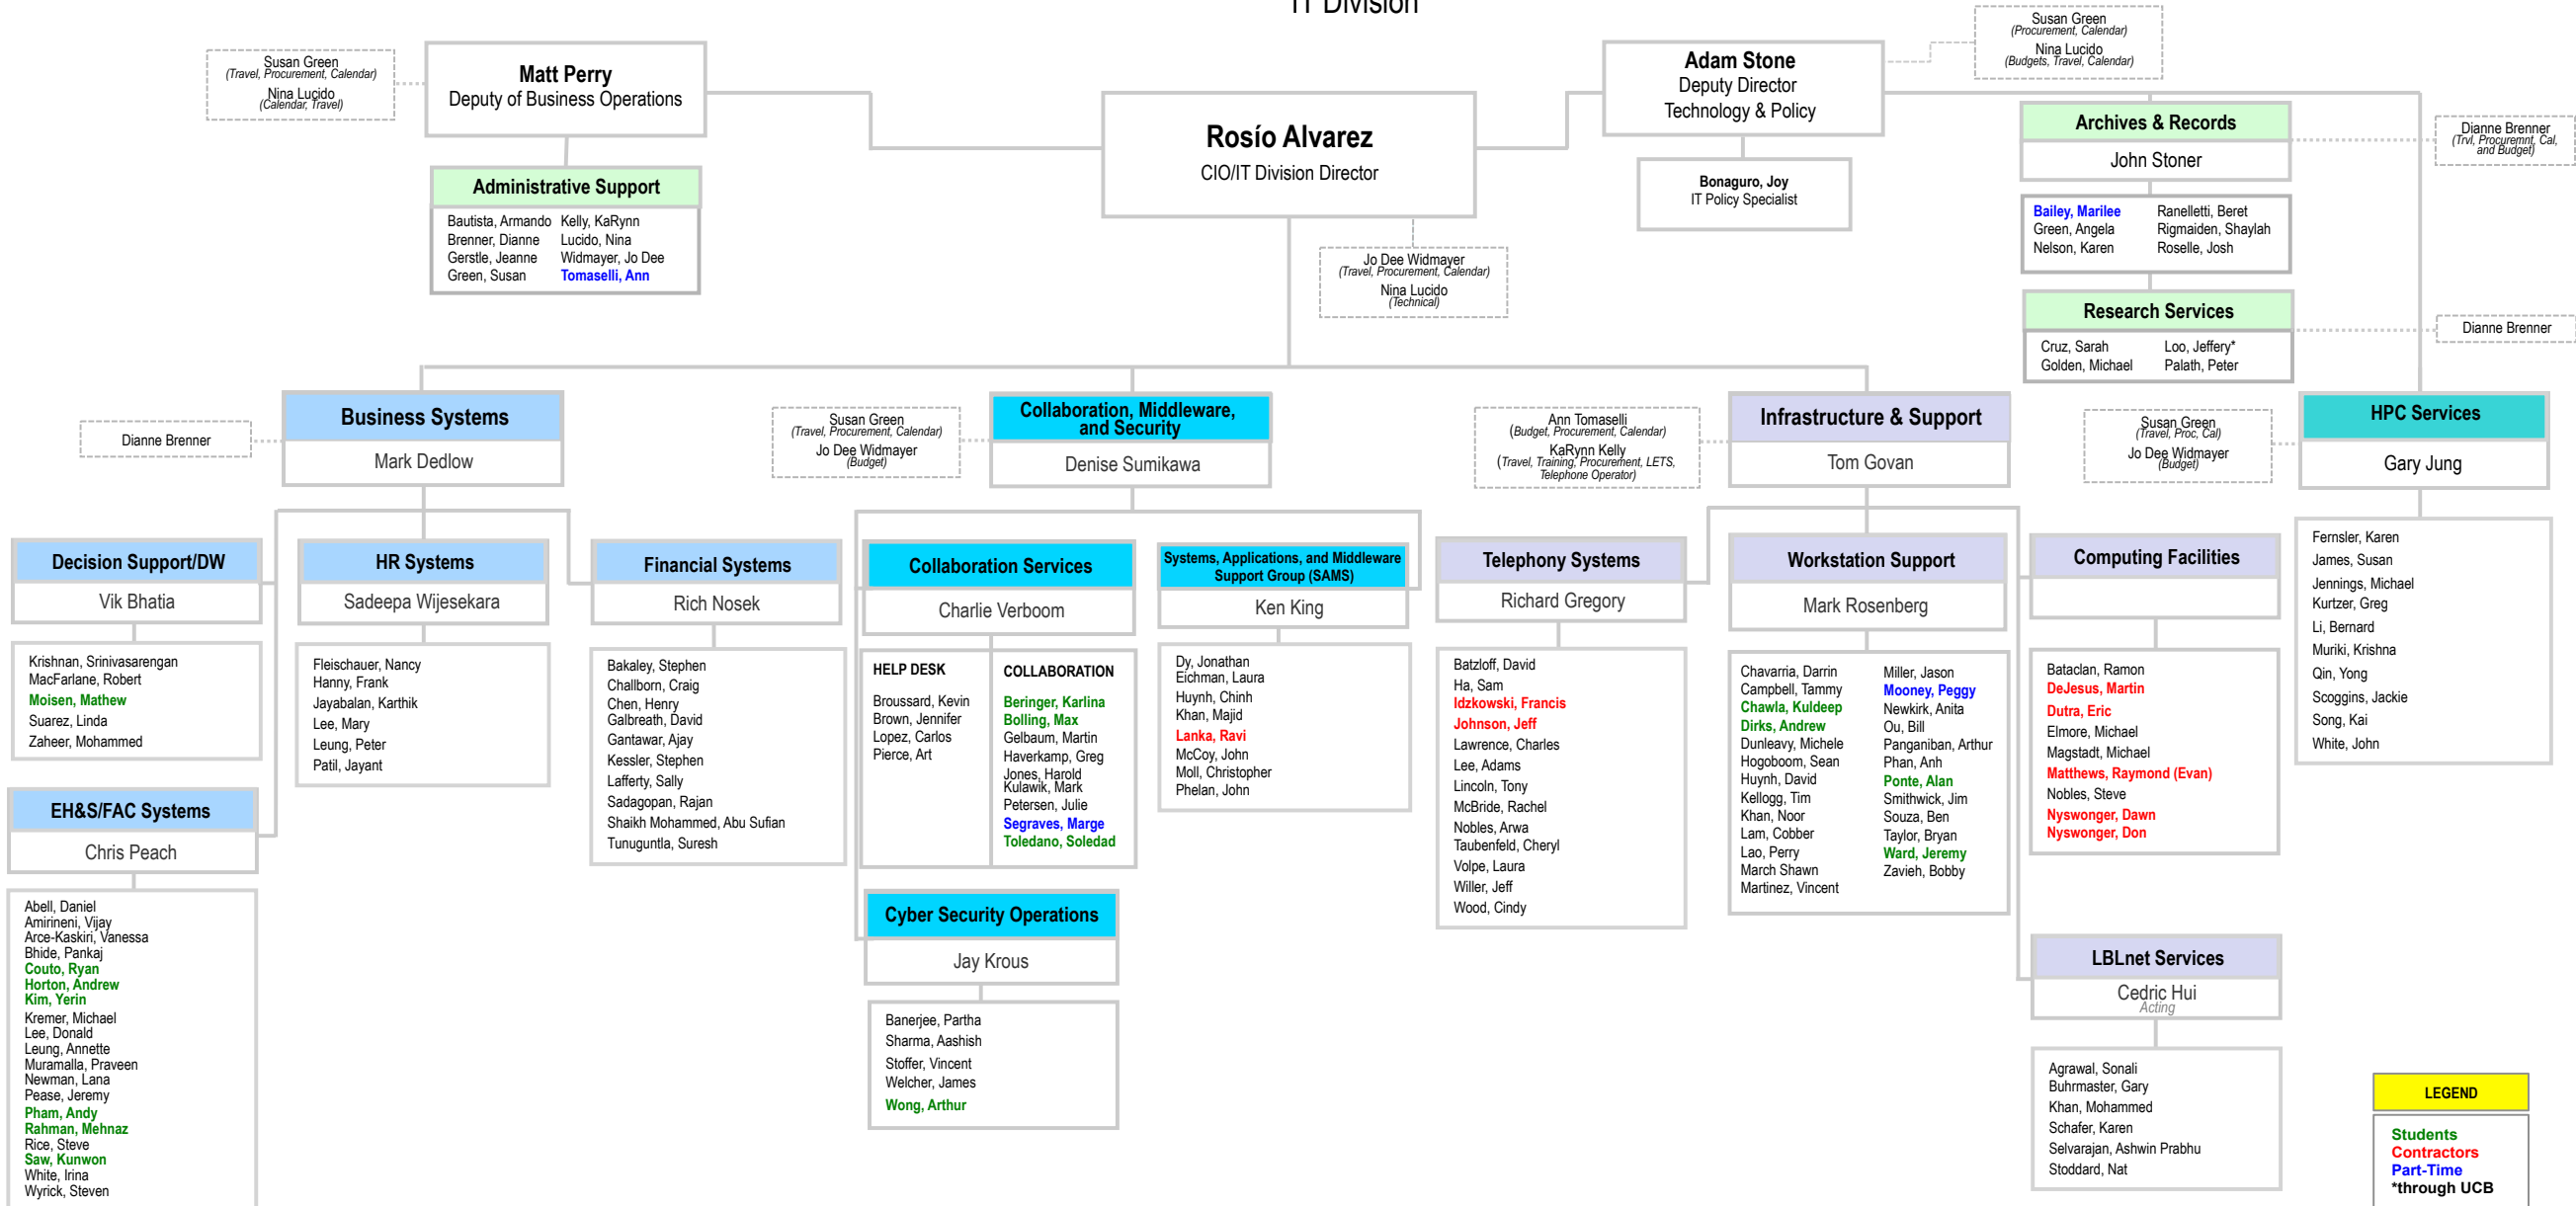 IT Division
Susan Green
(Travel, Procurement, Calendar)
Nina Lucido
(Calendar, Travel)
Matt Perry
Deputy of Business Operations
Administrative Support
Bautista, Armando
Brenner, Dianne
Gerstle, Jeanne
Green, Susan
Kelly, KaRynn
Lucido, Nina
Widmayer, Jo Dee
Tomaselli, Ann
Rosío Alvarez
CIO/IT Division Director
Jo Dee Widmayer
(Travel, Procurement, Calendar)
Nina Lucido
(Technical)
Adam Stone
Deputy Director
Technology & Policy
Bonaguro, Joy
IT Policy Specialist
Susan Green
(Procurement, Calendar)
Nina Lucido
(Budgets, Travel, Calendar)
Archives & Records
John Stoner
Dianne Brenner
(Trvl, Procuremnt, Cal,
and Budget)
Bailey, Marilee
Green, Angela
Nelson, Karen
Ranelletti, Beret
Rigmaiden, Shaylah
Roselle, Josh
Research Services
Cruz, Sarah
Golden, Michael
Loo, Jeffery*
Palath, Peter
Dianne Brenner
Dianne Brenner
Business Systems
Mark Dedlow
Susan Green
(Travel, Procurement, Calendar)
Jo Dee Widmayer
(Budget)
Collaboration, Middleware,
and Security
Denise Sumikawa
Ann Tomaselli
(Budget, Procurement, Calendar)
KaRynn Kelly
(Travel, Training, Procurement, LETS,
Telephone Operator)
Infrastructure & Support
Tom Govan
Susan Green
(Travel, Proc, Cal)
Jo Dee Widmayer
(Budget)
HPC Services
Gary Jung
Fernsler, Karen
James, Susan
Jennings, Michael
Kurtzer, Greg
Li, Bernard
Muriki, Krishna
Qin, Yong
Scoggins, Jackie
Song, Kai
White, John
Decision Support/DW
Vik Bhatia
Krishnan, Srinivasarengan
MacFarlane, Robert
Moisen, Mathew
Suarez, Linda
Zaheer, Mohammed
HR Systems
Sadeepa Wijesekara
Fleischauer, Nancy
Hanny, Frank
Jayabalan, Karthik
Lee, Mary
Leung, Peter
Patil, Jayant
Financial Systems
Rich Nosek
Bakaley, Stephen
Challborn, Craig
Chen, Henry
Galbreath, David
Gantawar, Ajay
Kessler, Stephen
Lafferty, Sally
Sadagopan, Rajan
Shaikh Mohammed, Abu Sufian
Tunuguntla, Suresh
EH&S/FAC Systems
Chris Peach
Abell, Daniel
Amirineni, Vijay
Arce-Kaskiri, Vanessa
Bhide, Pankaj
Couto, Ryan
Horton, Andrew
Kim, Yerin
Kremer, Michael
Lee, Donald
Leung, Annette
Muramalla, Praveen
Newman, Lana
Pease, Jeremy
Pham, Andy
Rahman, Mehnaz
Rice, Steve
Saw, Kunwon
White, Irina
Wyrick, Steven
Collaboration Services
Charlie Verboom
HELP DESK
Broussard, Kevin
Brown, Jennifer
Lopez, Carlos
Pierce, Art
COLLABORATION
Beringer, Karlina
Bolling, Max
Gelbaum, Martin
Haverkamp, Greg
Jones, Harold
Kulawik, Mark
Petersen, Julie
Segraves, Marge
Toledano, Soledad
Systems, Applications, and Middleware
Support Group (SAMS)
Ken King
Dy, Jonathan
Eichman, Laura
Huynh, Chinh
Khan, Majid
Lanka, Ravi
McCoy, John
Moll, Christopher
Phelan, John
Cyber Security Operations
Jay Krous
Banerjee, Partha
Sharma, Aashish
Stoffer, Vincent
Welcher, James
Wong, Arthur
Telephony Systems
Richard Gregory
Batzloff, David
Ha, Sam
Idzkowski, Francis
Johnson, Jeff
Lawrence, Charles
Lee, Adams
Lincoln, Tony
McBride, Rachel
Nobles, Arwa
Taubenfeld, Cheryl
Volpe, Laura
Willer, Jeff
Wood, Cindy
Workstation Support
Mark Rosenberg
Chavarria, Darrin
Campbell, Tammy
Chawla, Kuldeep
Dirks, Andrew
Dunleavy, Michele
Hogoboom, Sean
Huynh, David
Kellogg, Tim
Khan, Noor
Lam, Cobber
Lao, Perry
March Shawn
Martinez, Vincent
Miller, Jason
Mooney, Peggy
Newkirk, Anita
Ou, Bill
Panganiban, Arthur
Phan, Anh
Ponte, Alan
Smithwick, Jim
Souza, Ben
Taylor, Bryan
Ward, Jeremy
Zavieh, Bobby
Computing Facilities
Bataclan, Ramon
DeJesus, Martin
Dutra, Eric
Elmore, Michael
Magstadt, Michael
Matthews, Raymond (Evan)
Nobles, Steve
Nyswonger, Dawn
Nyswonger, Don
LBLnet Services
Cedric Hui
Acting
Agrawal, Sonali
Buhrmaster, Gary
Khan, Mohammed
Schafer, Karen
Selvarajan, Ashwin Prabhu
Stoddard, Nat
LEGEND
Students
Contractors
Part-Time
*through UCB